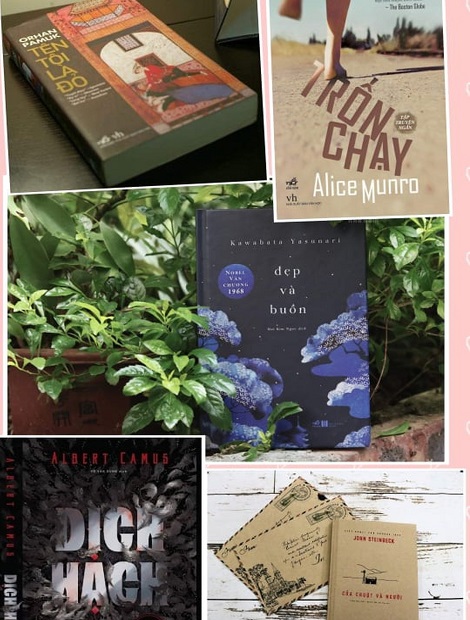 ORHAN
PAMUK
TÊN
TÔI LÀ
ĐỎ
– The Boston Globe
TRỐN
CHẠY
TẬP
TRUYỆN
NGẮN
Alice Munro
vh
Kawabata Yasunari
NOBEL
VĂN
CHƯƠNG
1968
đẹp
và
buồn
ALBERT CAMUS
DỊCH
HẠCH
ALBERT CAMUS
DỊCH H
JOHN STEINBECK
CỦA CHUỘT VÀ NGƯỜI